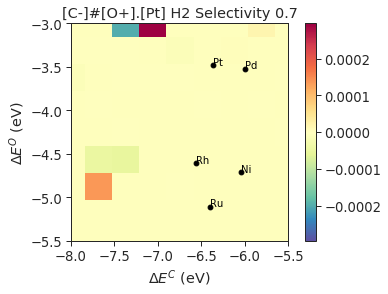 [C-]#[O+].[Pt] H2 Selectivity 0.7
−3.0
−3.5
−4.0
−4.5
−5.0
−5.5
ΔE^O (eV)
Pt
Pd
Rh
Ni
Ru
−8.0 −7.5 −7.0 −6.5 −6.0 −5.5
ΔE^C (eV)
0.0002
0.0001
0.0000
−0.0001
−0.0002